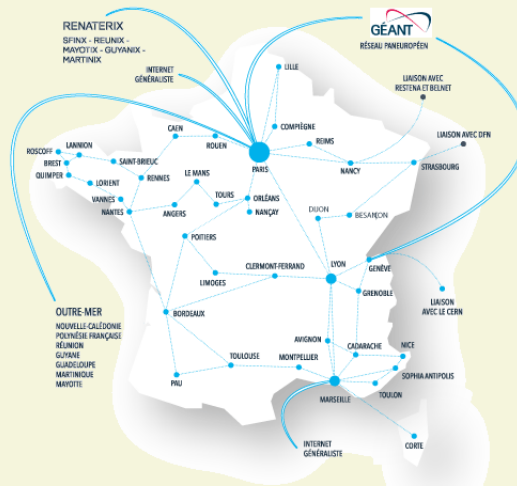 RENATERIX
SFINX - REUNIX -
MAYOTIX - GUYANIX -
MARTINIX
INTERNET
GÉNÉRALISTE
GÉANT
RÉSEAU PANEUROPÉEN
LILLE
LIAISON AVEC
RESTENA ET BELNET
COMPIÈGNE
CAEN
ROUEN
REIMS
LIAISON AVEC DFN
ROSCOFF
LANNION
BREST
SAINT-BRIEUC
PARIS
NANCY
STRASBOURG
QUIMPER
RENNES
LE MANS
LORIENT
VANNES
TOURS
ORLÉANS
NANTES
ANGERS
NANÇAY
DIJON
BESANÇON
POITIERS
CLERMONT-FERRAND
LYON
GENÈVE
LIMOGES
GRENOBLE
LIAISON
AVEC LE CERN
OUTRE-MER
NOUVELLE-CALÉDONIE
POLYNÉSIE FRANÇAISE
RÉUNION
GUYANE
GUADELOUPE
MARTINIQUE
MAYOTTE
BORDEAUX
AVIGNON
CADARACHE
NICE
TOULOUSE
MONTPELLIER
SOPHIA ANTIPOLIS
PAU
MARSEILLE
TOULON
INTERNET
GÉNÉRALISTE
CORTE